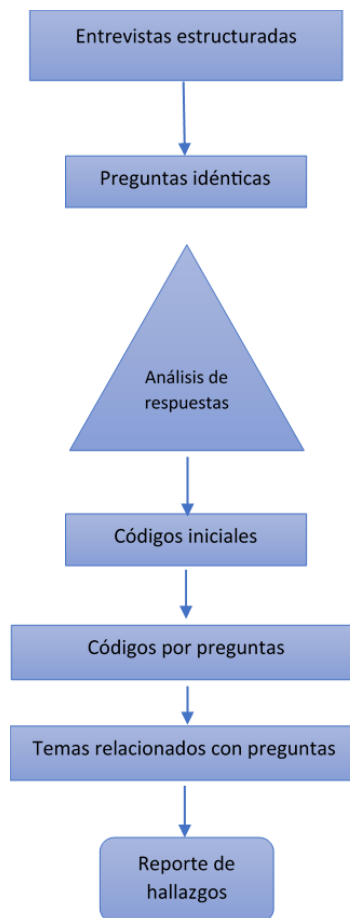 Entrevistas estructuradas
Preguntas idénticas
Análisis de
respuestas
Códigos iniciales
Códigos por preguntas
Temas relacionados con preguntas
Reporte de
hallazgos